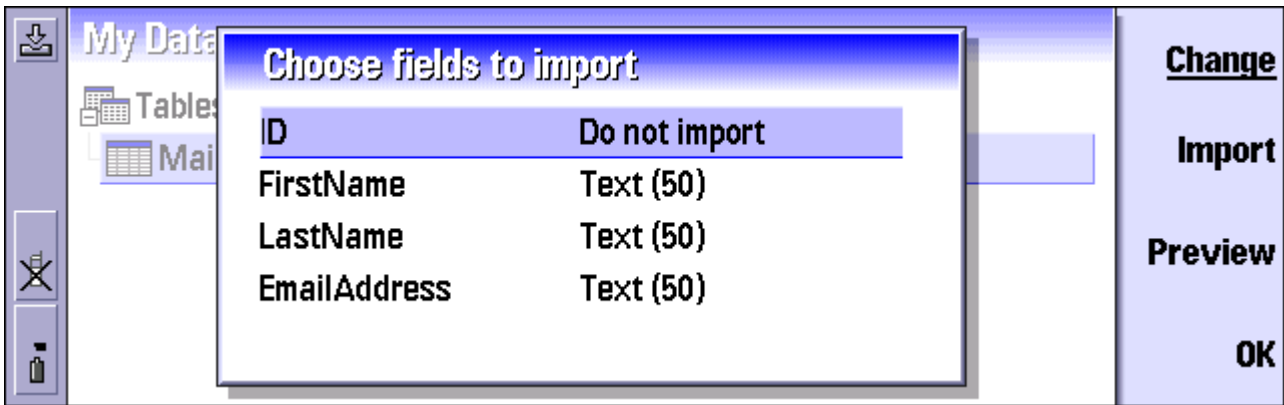 My Data
Tables
Mai
Choose fields to import
ID Do not import
FirstName Text (50)
LastName Text (50)
EmailAddress Text (50)
Change
Import
Preview
OK